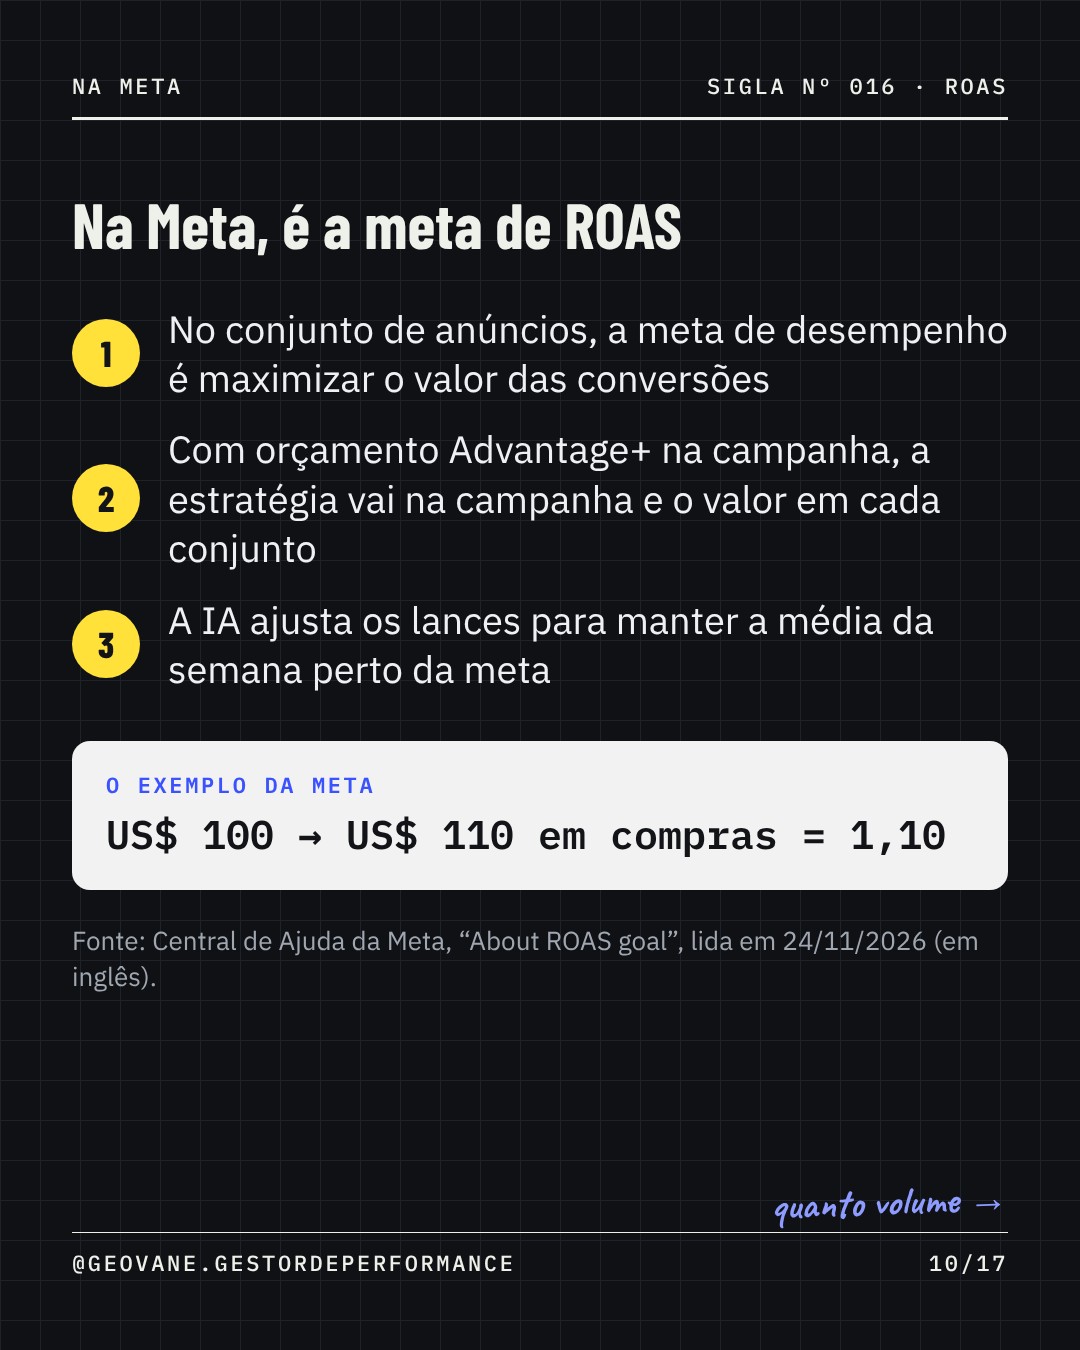 NA META
SIGLA Nº 016 · ROAS
Na Meta, é a meta de ROAS
1
No conjunto de anúncios, a meta de desempenho
é maximizar o valor das conversões
2
Com orçamento Advantage+ na campanha, a
estratégia vai na campanha e o valor em cada
conjunto
3
A IA ajusta os lances para manter a média da
semana perto da meta
O EXEMPLO DA META
US$ 100 → US$ 110 em compras = 1,10
Fonte: Central de Ajuda da Meta, “About ROAS goal”, lida em 24/11/2026 (em
inglês).
quanto volume →
@GEOVANE.GESTORDEPERFORMANCE
10/17